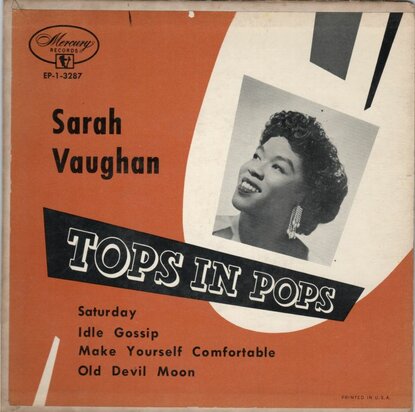 Mercury
RECORDS
EP-1-3287
Sarah
Vaughan
TOPS IN POPS
Saturday
Idle Gossip
Make Yourself Comfortable
Old Devil Moon
PRINTED IN U.S.A.